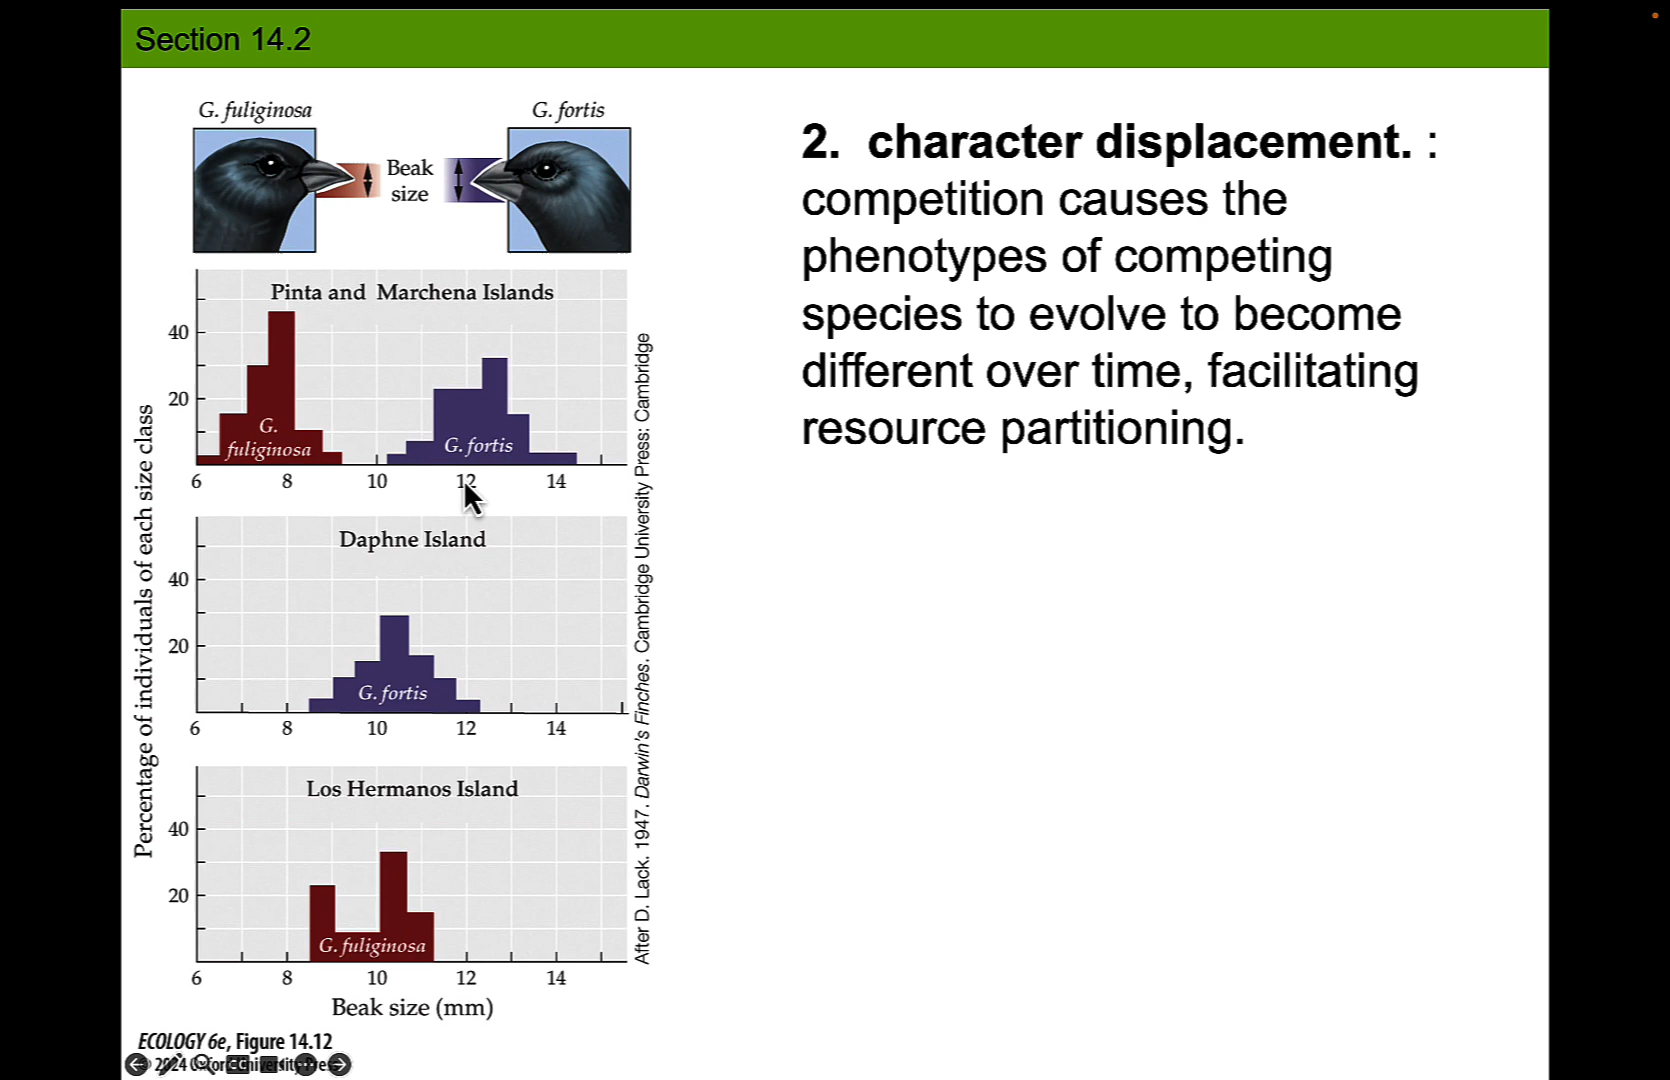 Section 14.2
G. fuliginosa
G. fortis
Beak
size
2. character displacement. :
competition causes the
phenotypes of competing
species to evolve to become
different over time, facilitating
resource partitioning.
Percentage of individuals of each size class
Pinta and Marchena Islands
40
20
G.
fuliginosa
G. fortis
6 8 10 12 14
Daphne Island
40
20
G. fortis
6 8 10 12 14
Los Hermanos Island
40
20
G. fuliginosa
6 8 10 12 14
Beak size (mm)
After D. Lack. 1947. Darwin's Finches. Cambridge University Press: Cambridge
ECOLOGY 6e, Figure 14.12
© 2024 Oxford University Press